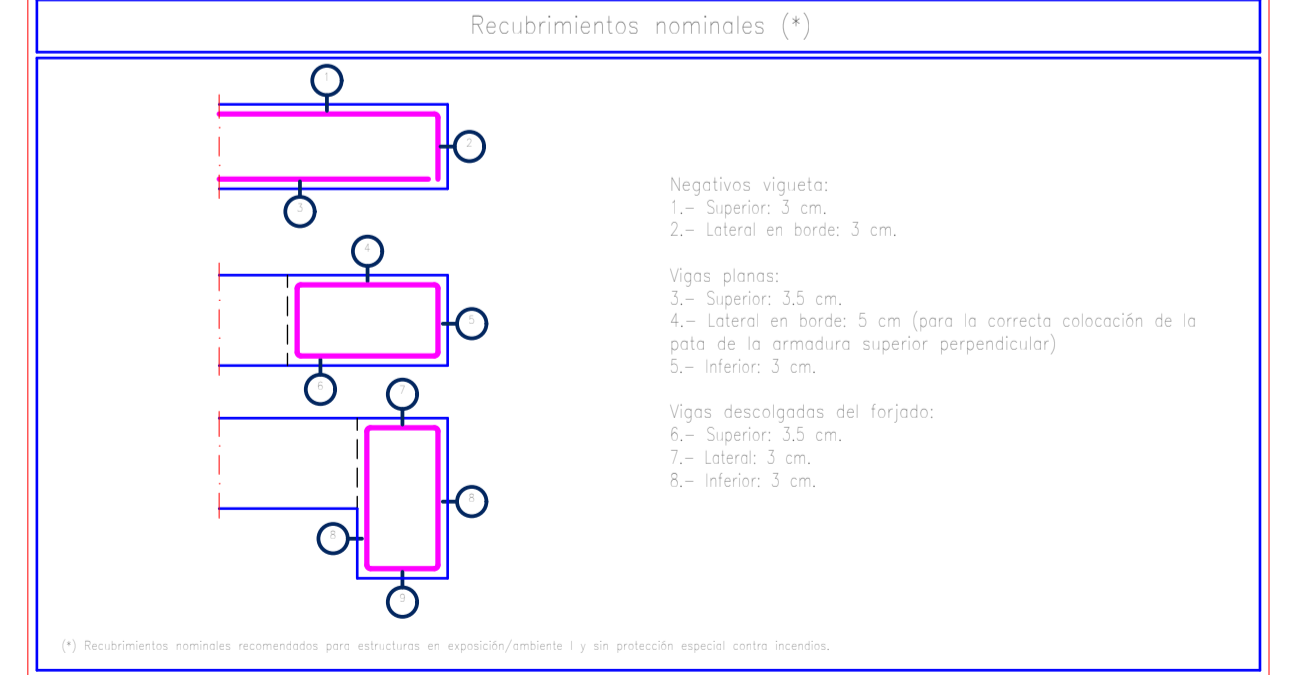 Recubrimientos nominales (*)
1
2
3
4
5
6
7
8
8
9
Negativos vigueta:
1.- Superior: 3 cm.
2.- Lateral en borde: 3 cm.
Vigas planas:
3.- Superior: 3.5 cm.
4.- Lateral en borde: 5 cm (para la correcta colocación de la
pata de la armadura superior perpendicular)
5.- Inferior: 3 cm.
Vigas descolgadas del forjado:
6.- Superior: 3.5 cm.
7.- Lateral: 3 cm.
8.- Inferior: 3 cm.
(*) Recubrimientos nominales recomendados para estructuras en exposición/ambiente I y sin protección especial contra incendios.